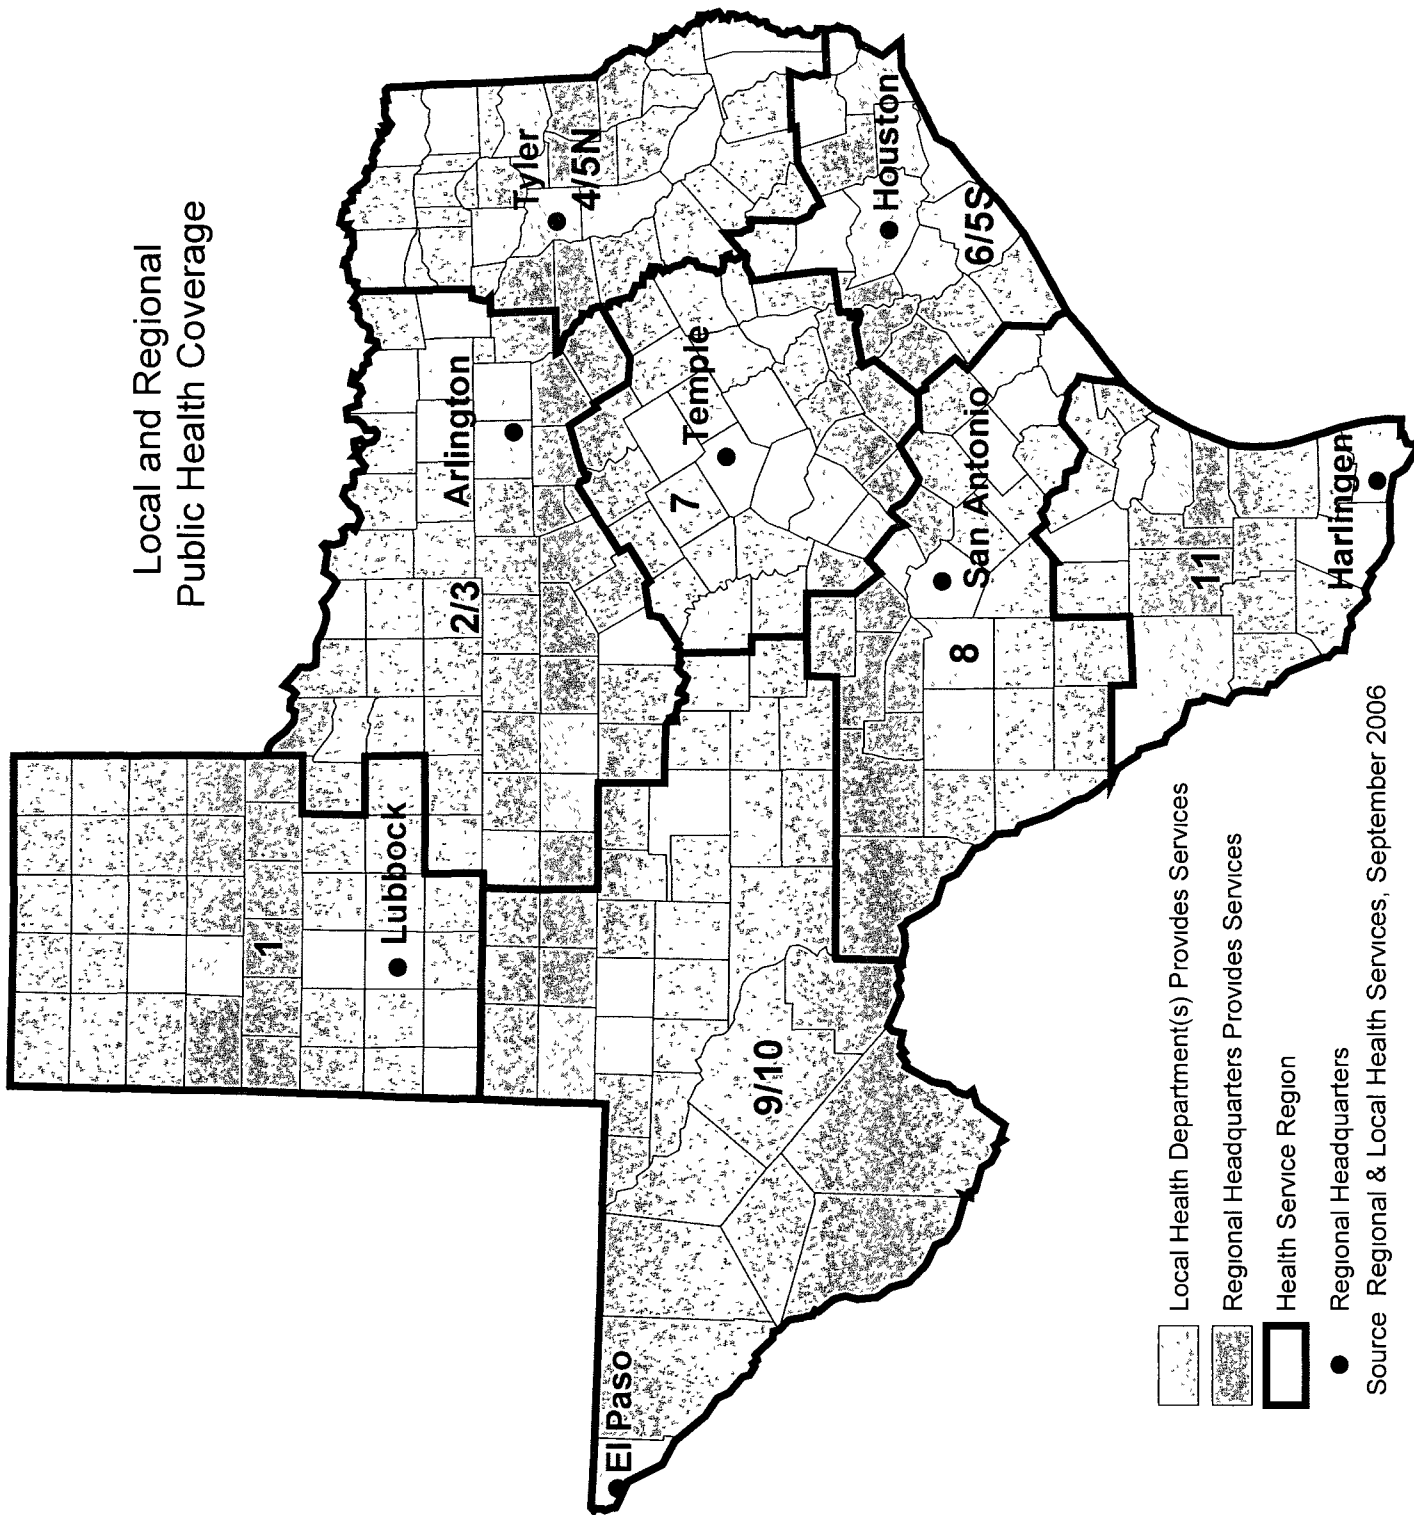 Local and Regional
Public Health Coverage
1
Lubbock
2/3
Arlington
Tyler
4/5N
El Paso
9/10
7
Temple
Houston
6/5S
8
San Antonio
11
Harlingen
Local Health Department(s) Provides Services
Regional Headquarters Provides Services
Health Service Region
Regional Headquarters
Source Regional & Local Health Services, September 2006